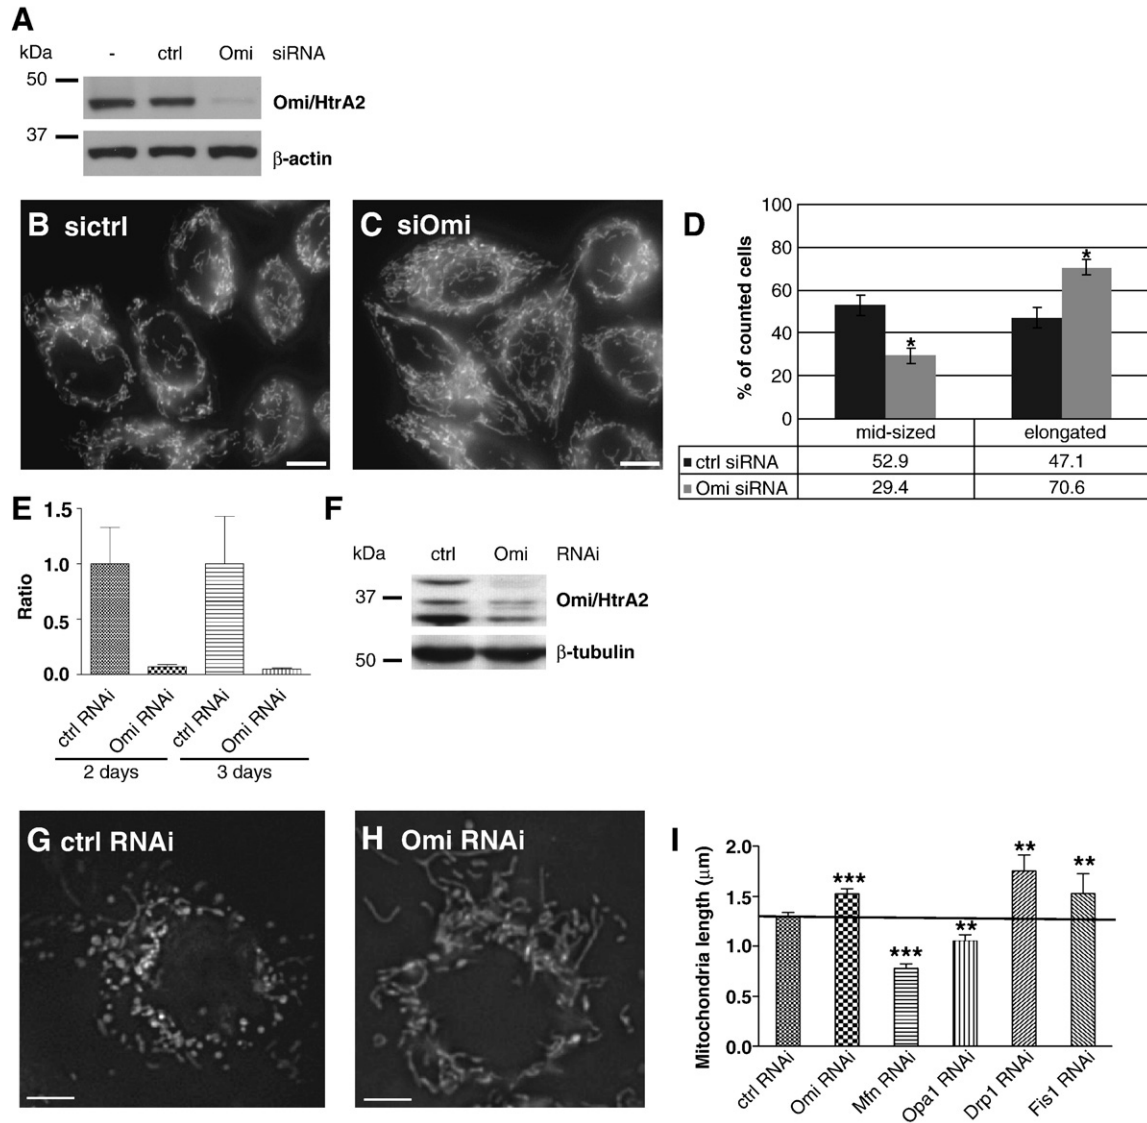 A
kDa - ctrl Omi siRNA
50
Omi/HtrA2
37
β-actin
B sictrl
C siOmi
D
% of counted cells
100
80
60
40
20
0
*
*
mid-sized elongated
ctrl siRNA 52.9 47.1
Omi siRNA 29.4 70.6
E
Ratio
1.5
1.0
0.5
0.0
ctrl RNAi
Omi RNAi
ctrl RNAi
Omi RNAi
2 days 3 days
F
kDa ctrl Omi RNAi
37
Omi/HtrA2
50
β-tubulin
G ctrl RNAi
H Omi RNAi
I
Mitochondria length (μm)
2.0
1.5
1.0
0.5
0.0
***
***
**
**
**
ctrl RNAi
Omi RNAi
Mfn RNAi
Opa1 RNAi
Drp1 RNAi
Fis1 RNAi